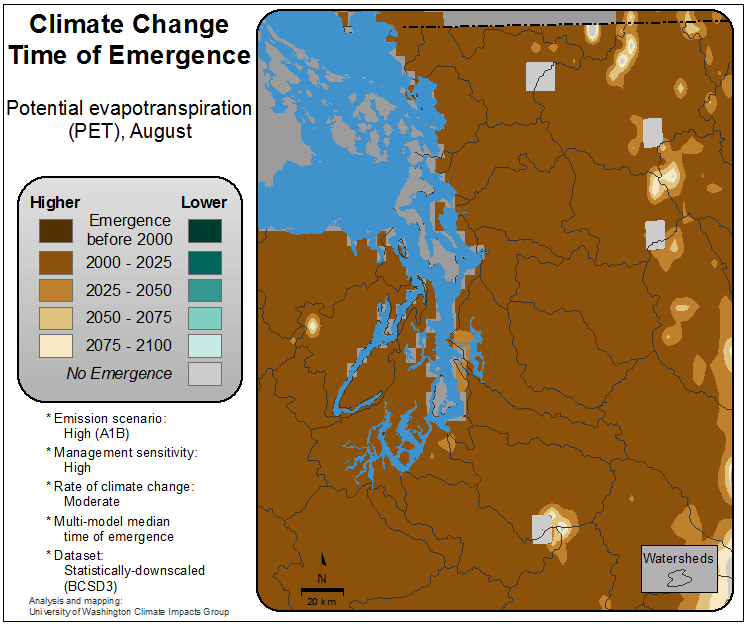 Climate Change
Time of Emergence
Potential evapotranspiration
(PET), August
Higher
Lower
Emergence
before 2000
2000 - 2025
2025 - 2050
2050 - 2075
2075 - 2100
No Emergence
* Emission scenario:
High (A1B)
* Management sensitivity:
High
* Rate of climate change:
Moderate
* Multi-model median
time of emergence
* Dataset:
Statistically-downscaled
(BCSD3)
Analysis and mapping:
University of Washington Climate Impacts Group
N
20 km
Watersheds